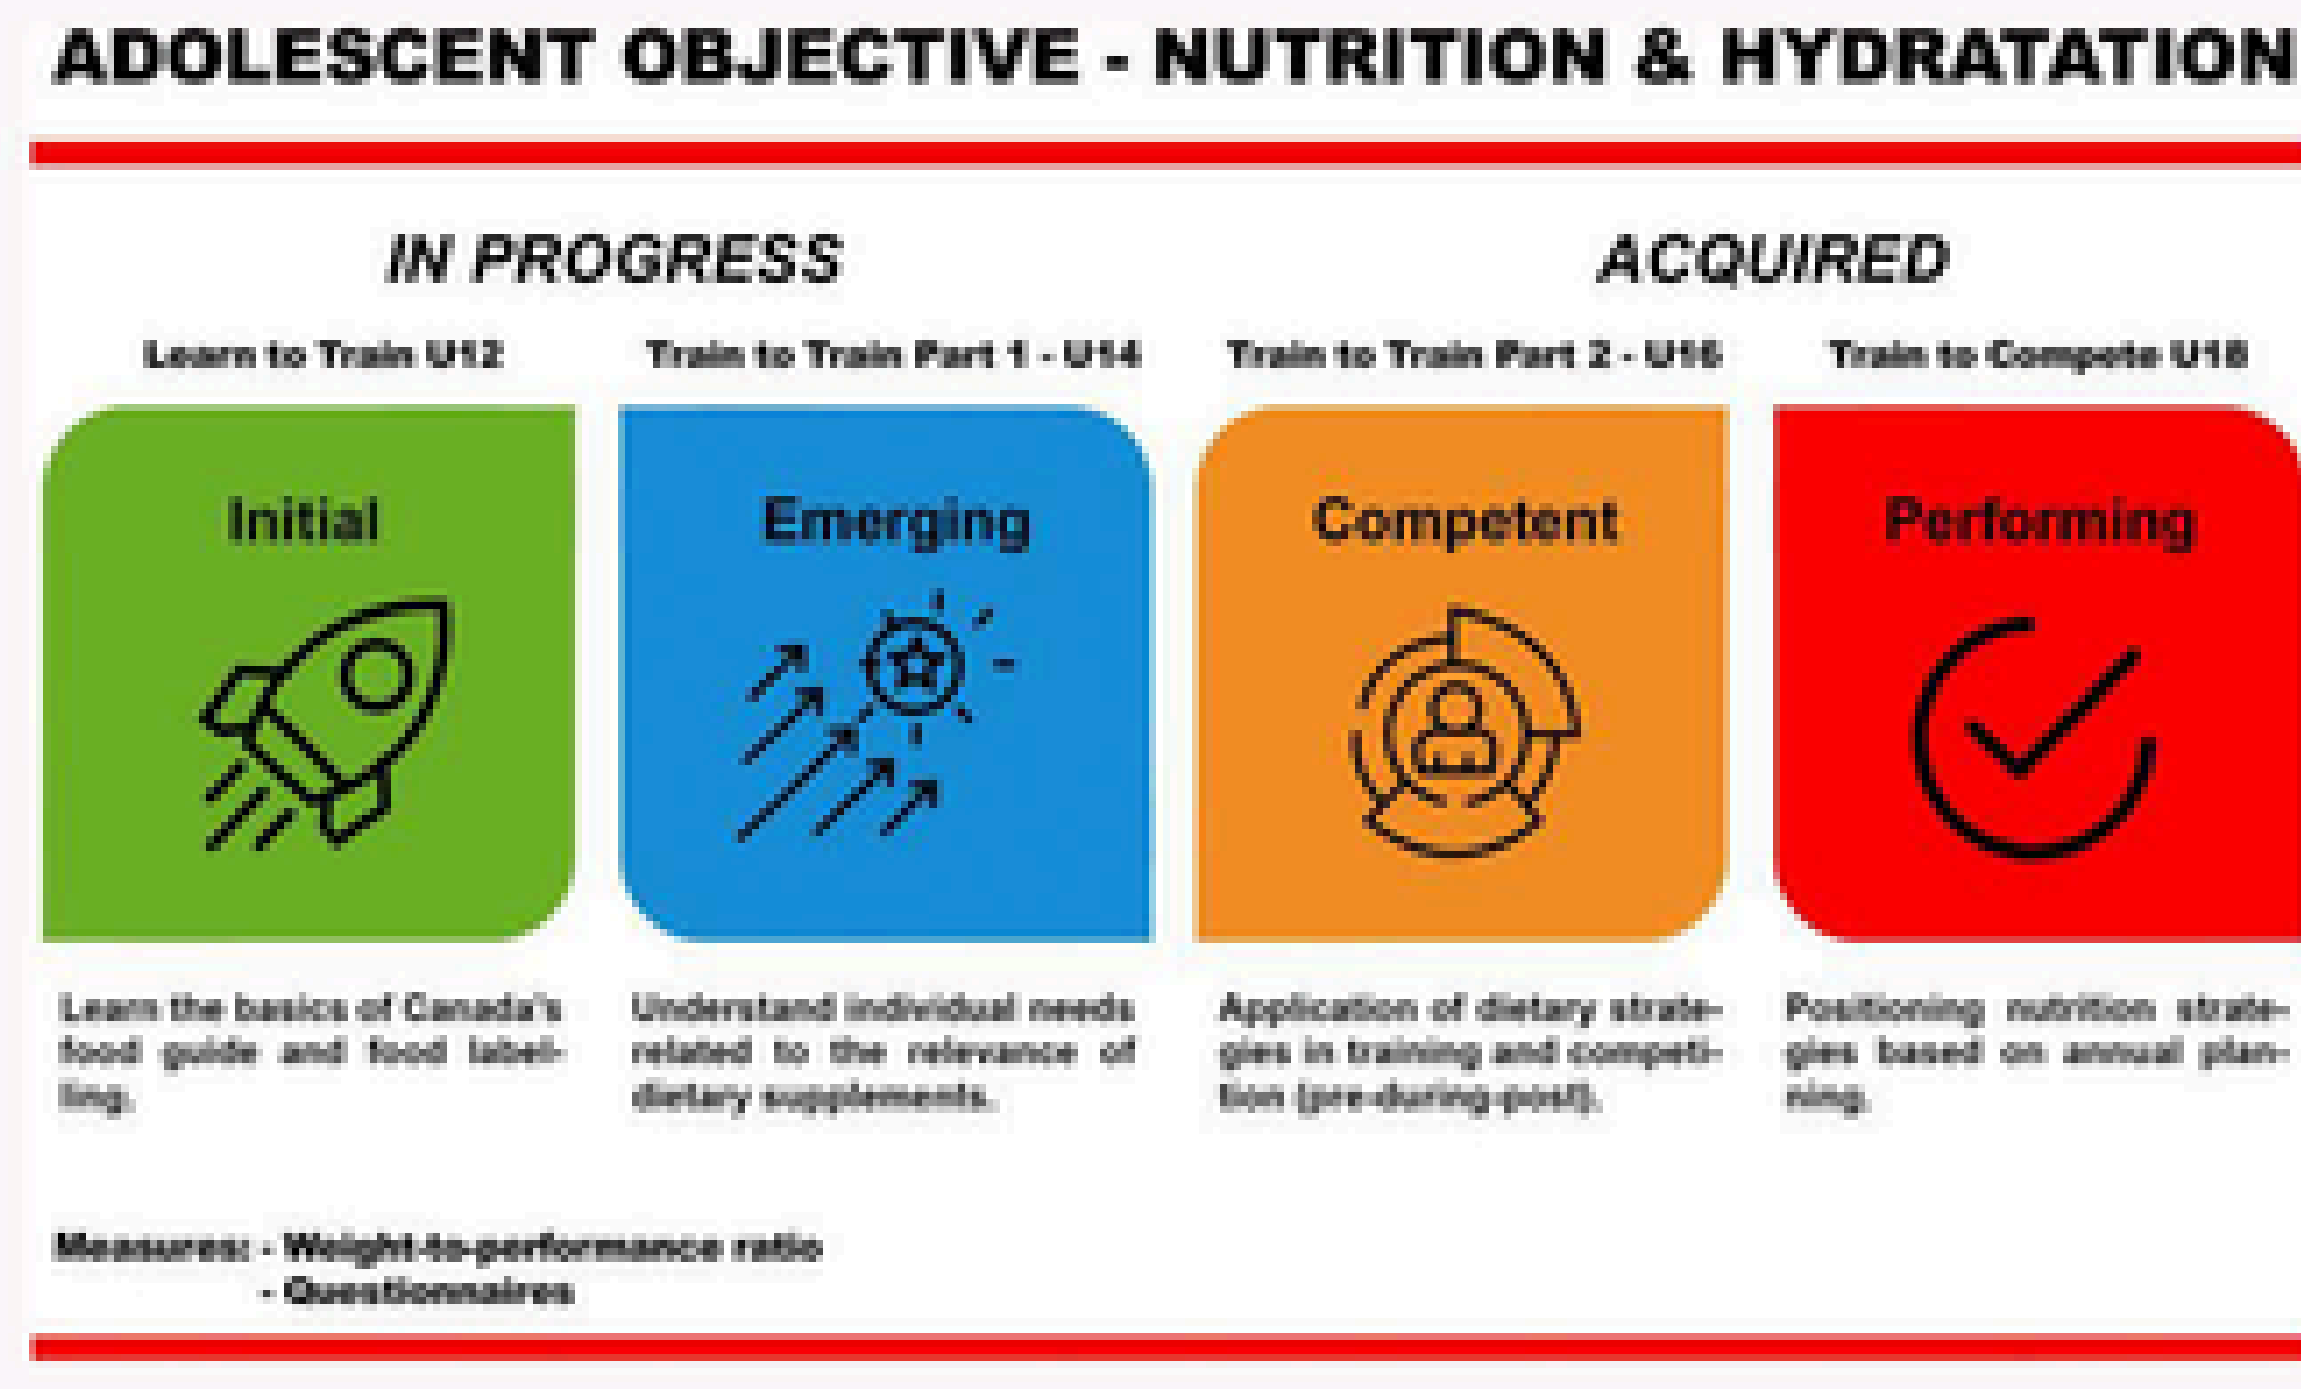 ADOLESCENT OBJECTIVE - NUTRITION & HYDRATATION
IN PROGRESS
ACQUIRED
Learn to Train U12
Train to Train Part 1 - U14
Train to Train Part 2 - U16
Train to Compete U18
Initial
Emerging
Competent
Performing
Learn the basics of Canada's
food guide and food label-
ling.
Understand individual needs
related to the relevance of
dietary supplements.
Application of dietary strate-
gies in training and competi-
tion (pre-during-post).
Positioning nutrition strate-
gies based on annual plan-
ning.
Measures: - Weight-to-performance ratio
- Questionnaires